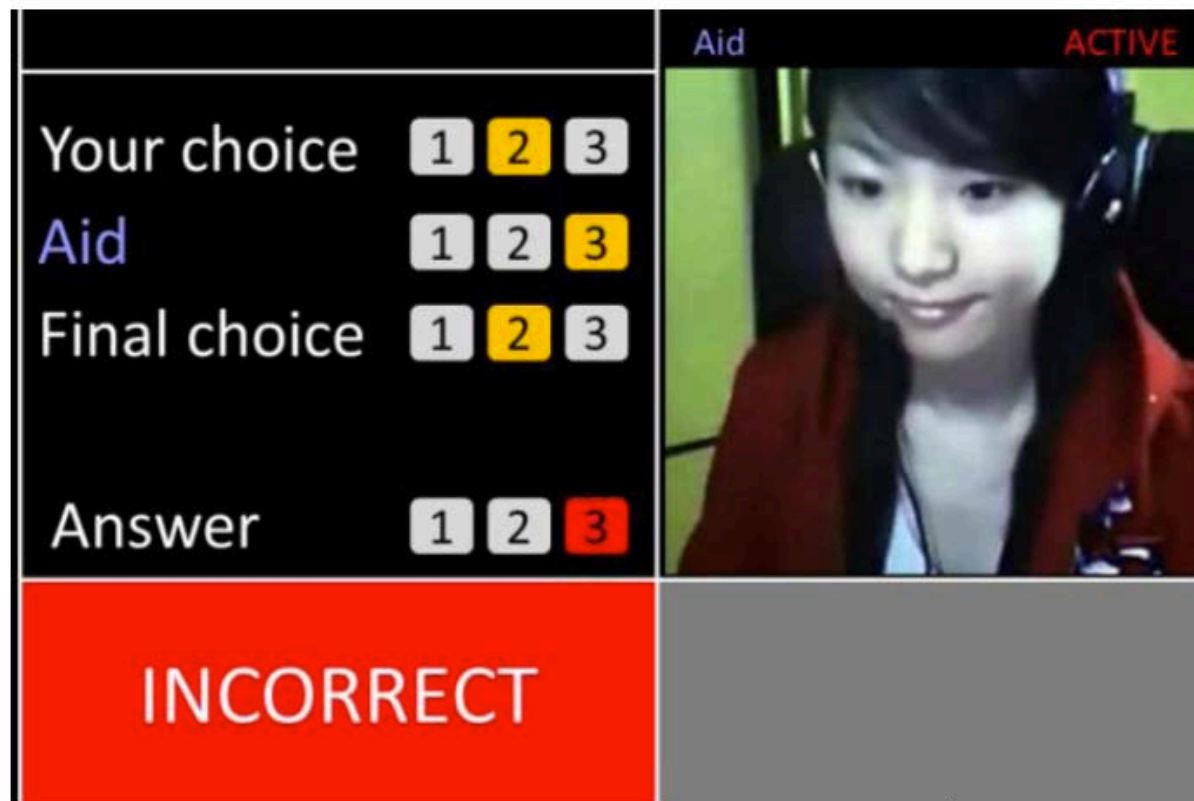 Aid ACTIVE
Your choice 1 2 3
Aid 1 2 3
Final choice 1 2 3
Answer 1 2 3
INCORRECT